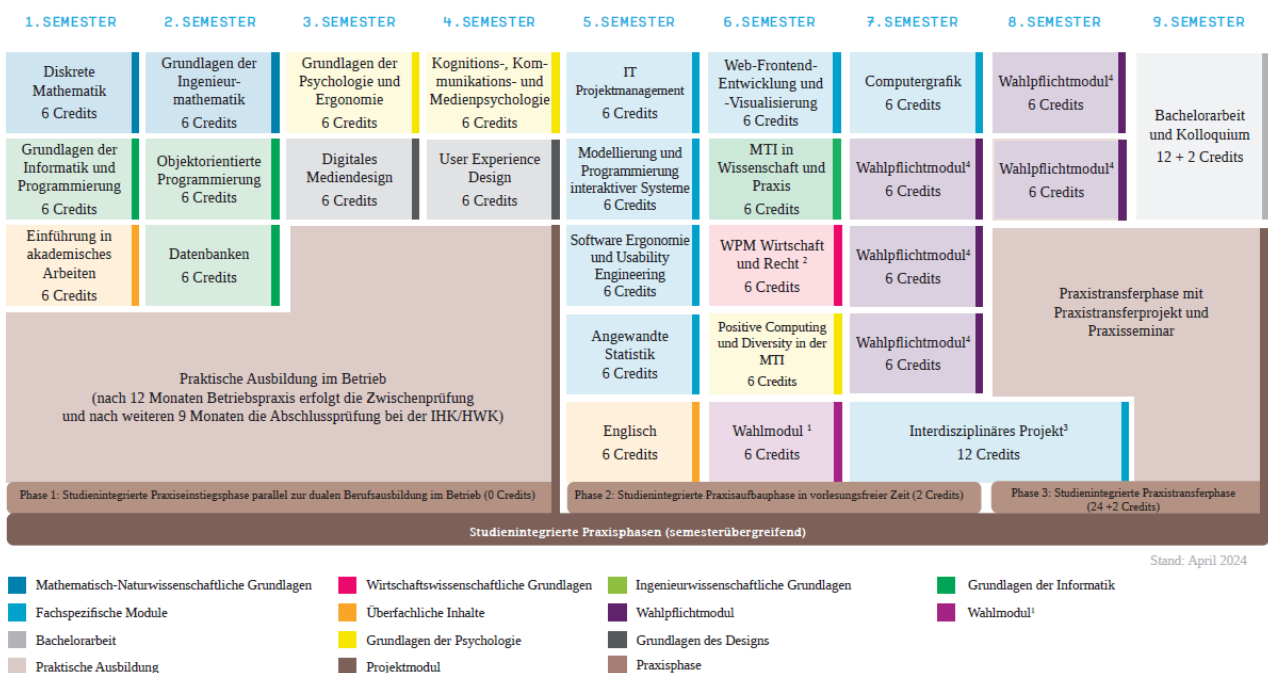 1.SEMESTER
2.SEMESTER
3.SEMESTER
4.SEMESTER
5.SEMESTER
6.SEMESTER
7.SEMESTER
8.SEMESTER
9.SEMESTER
Diskrete
Mathematik
6 Credits
Grundlagen der
Ingenieur-
mathematik
6 Credits
Grundlagen der
Psychologie und
Ergonomie
6 Credits
Kognitions-, Kom-
munikations- und
Medienpsychologie
6 Credits
IT
Projektmanagement
6 Credits
Web-Frontend-
Entwicklung und
-Visualisierung
6 Credits
Computergrafik
6 Credits
Wahlpflichtmodul⁴
6 Credits
Bachelorarbeit
und Kolloquium
12 + 2 Credits
Grundlagen der
Informatik und
Programmierung
6 Credits
Objektorientierte
Programmierung
6 Credits
Digitales
Mediendesign
6 Credits
User Experience
Design
6 Credits
Modellierung und
Programmierung
interaktiver Systeme
6 Credits
MTI in
Wissenschaft und
Praxis
6 Credits
Wahlpflichtmodul⁴
6 Credits
Wahlpflichtmodul⁴
6 Credits
Einführung in
akademisches
Arbeiten
6 Credits
Datenbanken
6 Credits
Software Ergonomie
und Usability
Engineering
6 Credits
WPM Wirtschaft
und Recht ²
6 Credits
Wahlpflichtmodul⁴
6 Credits
Praxistransferphase mit
Praxistransferprojekt und
Praxisseminar
Angewandte
Statistik
6 Credits
Positive Computing
und Diversity in der
MTI
6 Credits
Wahlpflichtmodul⁴
6 Credits
Praktische Ausbildung im Betrieb
(nach 12 Monaten Betriebspraxis erfolgt die Zwischenprüfung
und nach weiteren 9 Monaten die Abschlussprüfung bei der IHK/HWK)
Englisch
6 Credits
Wahlmodul ¹
6 Credits
Interdisziplinäres Projekt³
12 Credits
Phase 1: Studienintegrierte Praxiseinstiegsphase parallel zur dualen Berufsausbildung im Betrieb (0 Credits)
Phase 2: Studienintegrierte Praxisaufbauphase in vorlesungsfreier Zeit (2 Credits)
Phase 3: Studienintegrierte Praxistransferphase
(24 +2 Credits)
Studienintegrierte Praxisphasen (semesterübergreifend)
Stand: April 2024
Mathematisch-Naturwissenschaftliche Grundlagen
Wirtschaftswissenschaftliche Grundlagen
Ingenieurwissenschaftliche Grundlagen
Grundlagen der Informatik
Fachspezifische Module
Überfachliche Inhalte
Wahlpflichtmodul
Wahlmodul¹
Bachelorarbeit
Grundlagen der Psychologie
Grundlagen des Designs
Praktische Ausbildung
Projektmodul
Praxisphase